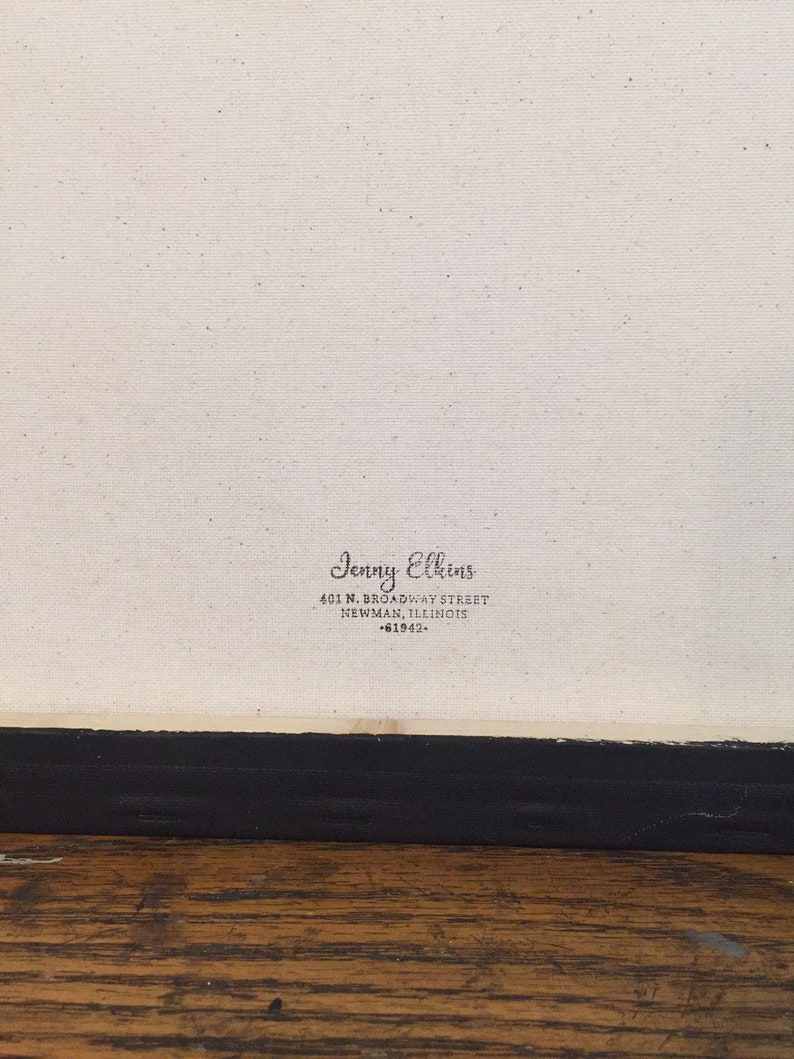 Jenny Elkins
401 N. BROADWAY STREET
NEWMAN, ILLINOIS
•61942•